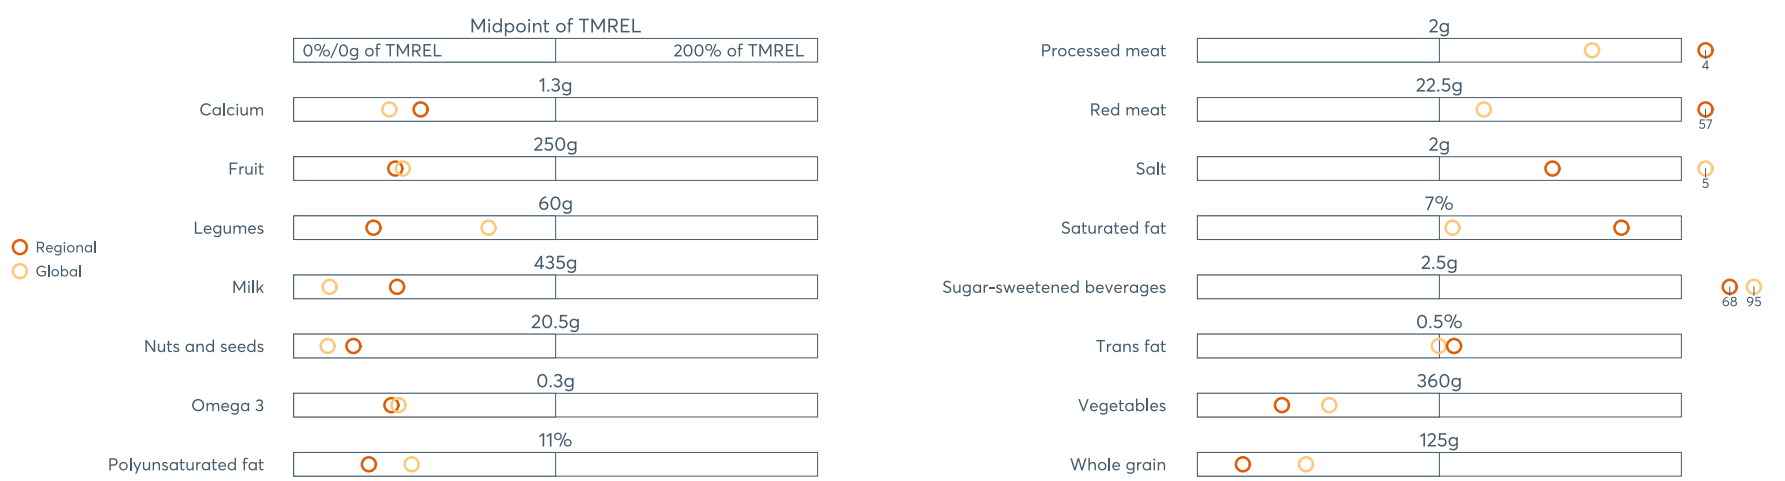 Midpoint of TMREL
0%/0g of TMREL
200% of TMREL
1.3g
Calcium
250g
Fruit
60g
Legumes
Regional
Global
435g
Milk
20.5g
Nuts and seeds
0.3g
Omega 3
11%
Polyunsaturated fat
2g
Processed meat
4
22.5g
Red meat
57
2g
Salt
5
7%
Saturated fat
2.5g
Sugar-sweetened beverages
68 95
0.5%
Trans fat
360g
Vegetables
125g
Whole grain